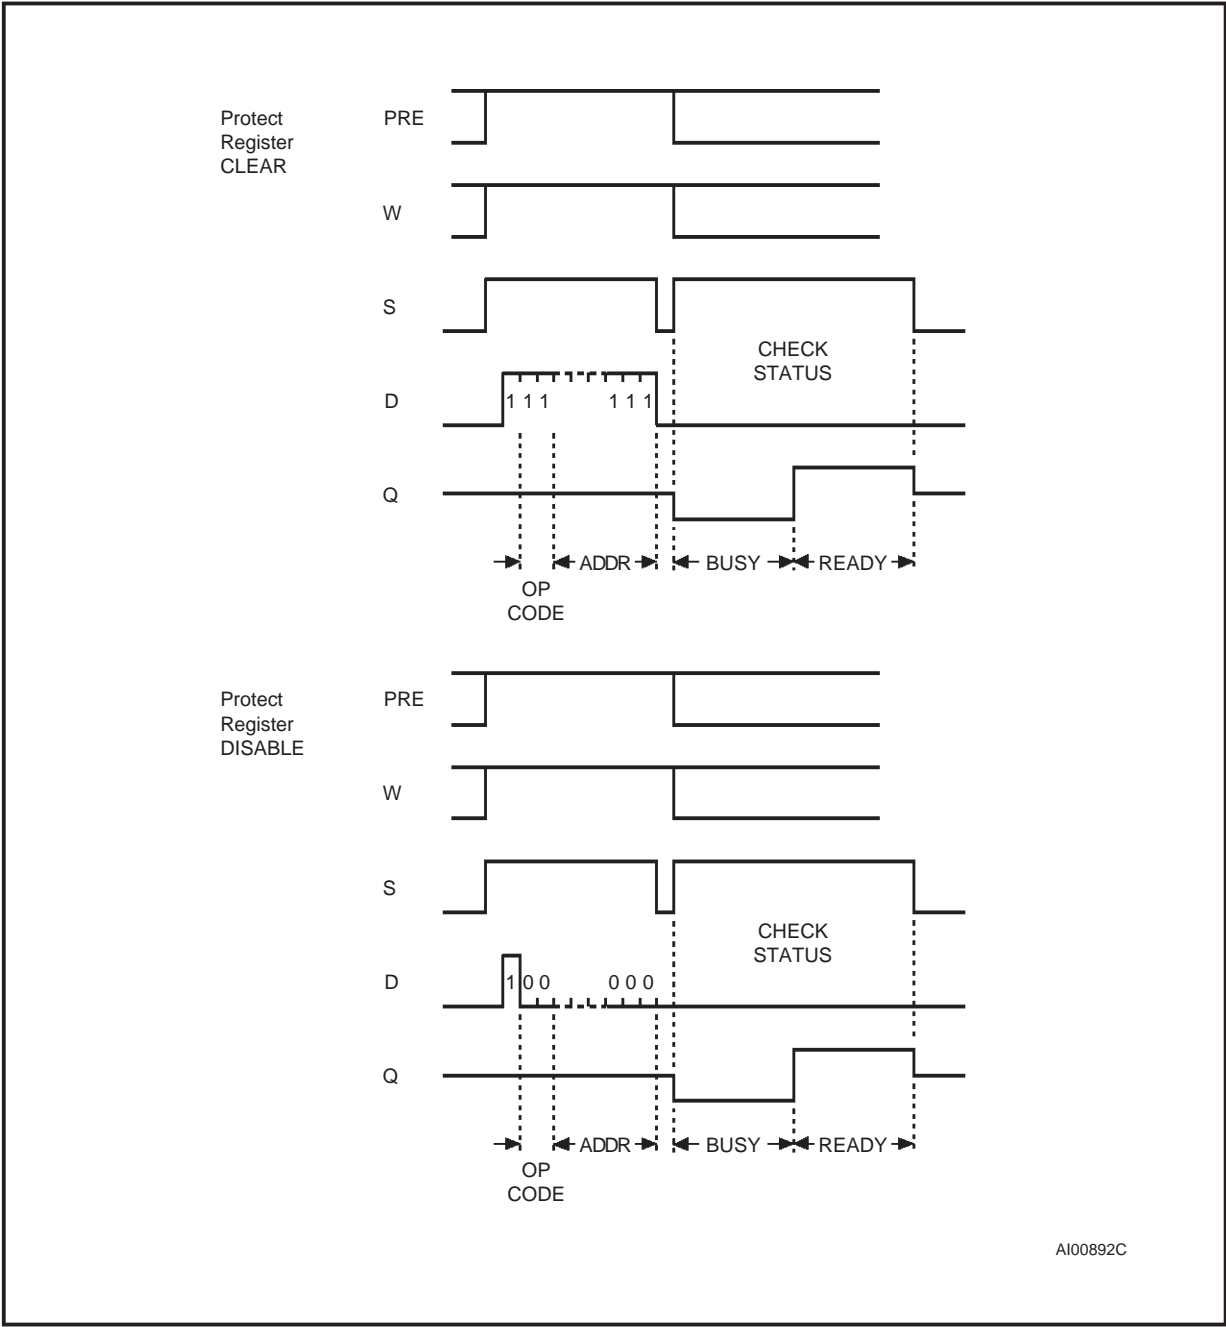 Protect
Register
CLEAR
PRE
W
S
CHECK
STATUS
D
1 1 1 1 1 1
Q
ADDR BUSY READY
OP
CODE
Protect
Register
DISABLE
PRE
W
S
CHECK
STATUS
D
1 0 0 0 0 0
Q
ADDR BUSY READY
OP
CODE
AI00892C